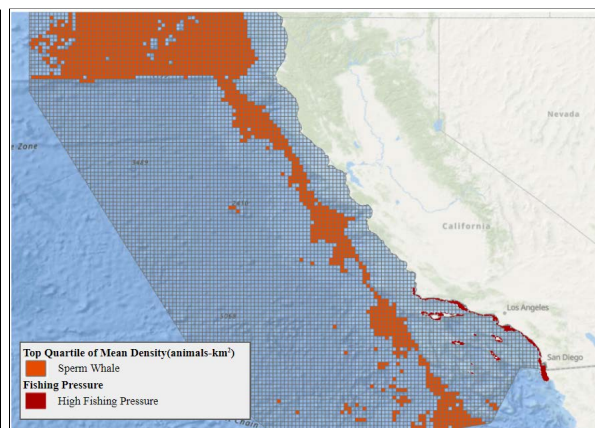 Nevada
e Zone
California
Los Angeles
San Diego
Top Quartile of Mean Density(animals-km²)
Sperm Whale
Fishing Pressure
High Fishing Pressure
Chain